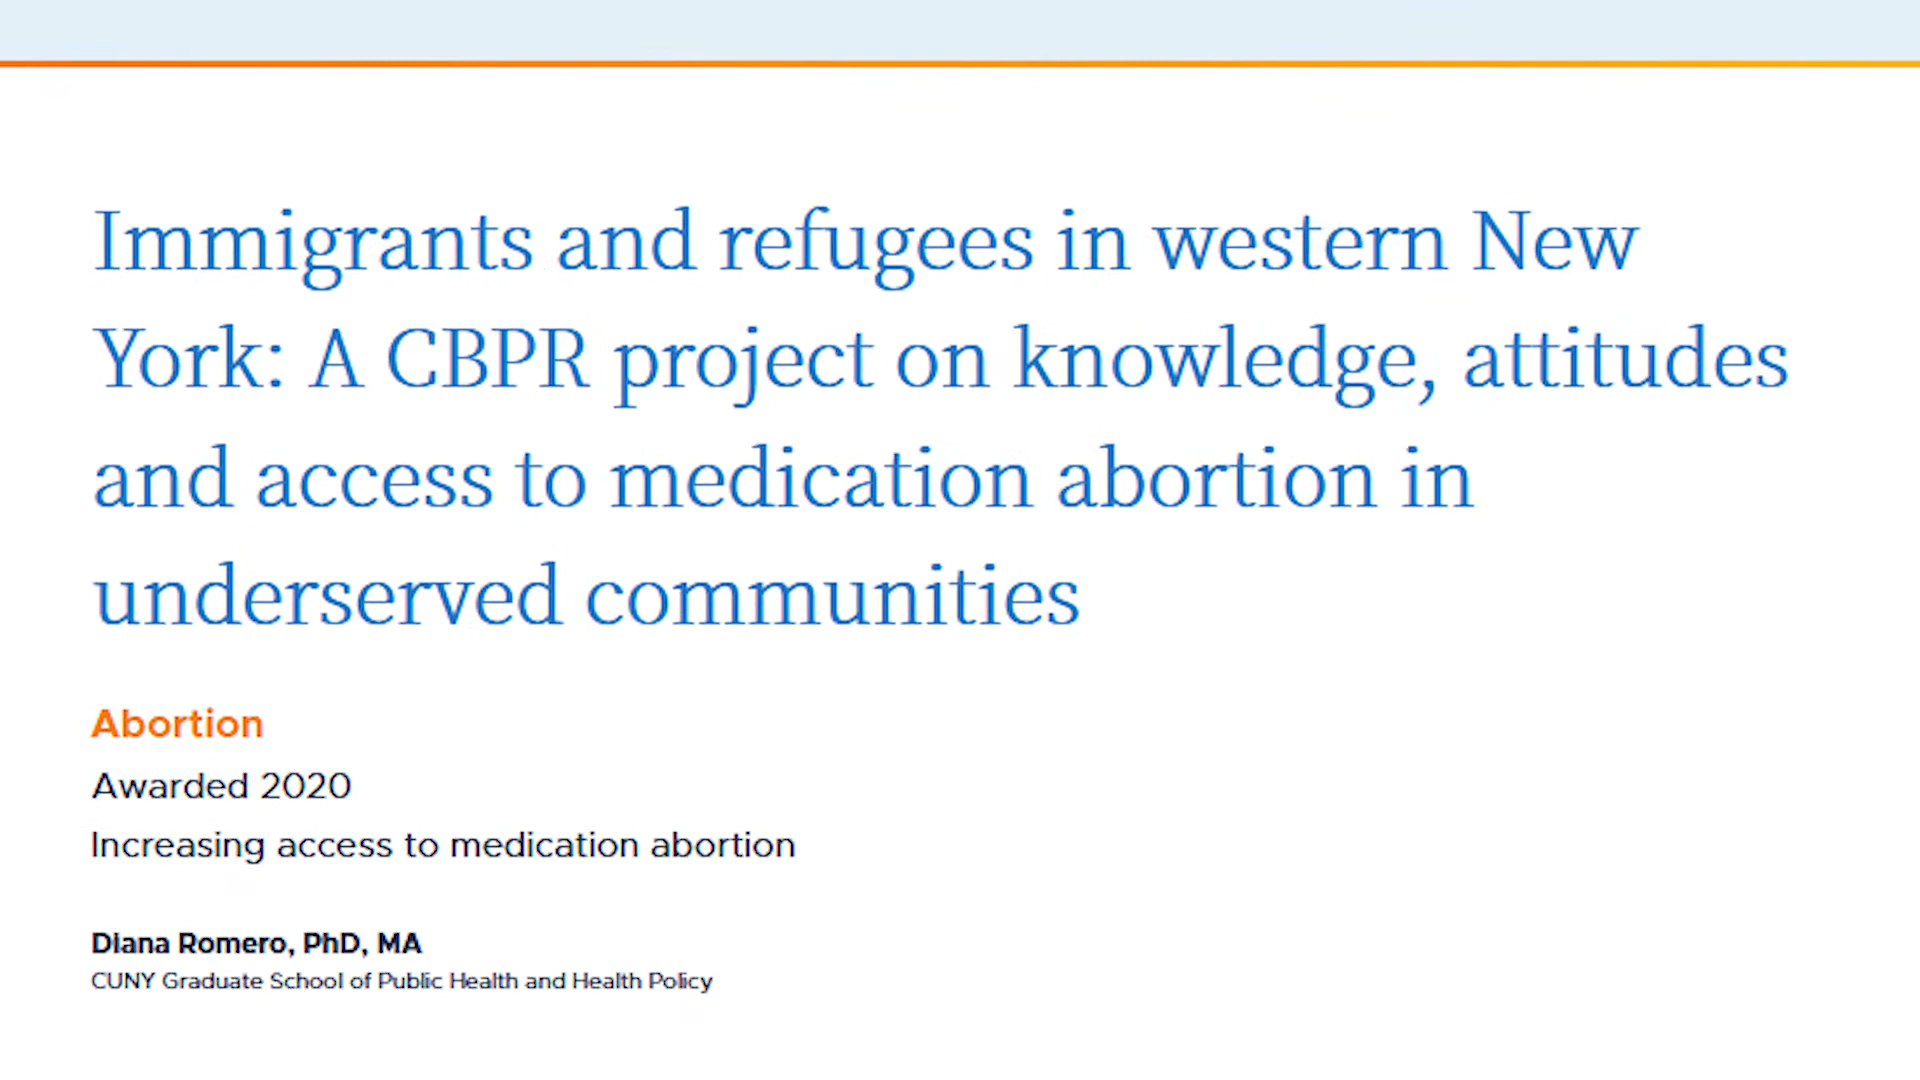 Immigrants and refugees in western New
York: A CBPR project on knowledge, attitudes
and access to medication abortion in
underserved communities
Abortion
Awarded 2020
Increasing access to medication abortion
Diana Romero, PhD, MA
CUNY Graduate School of Public Health and Health Policy